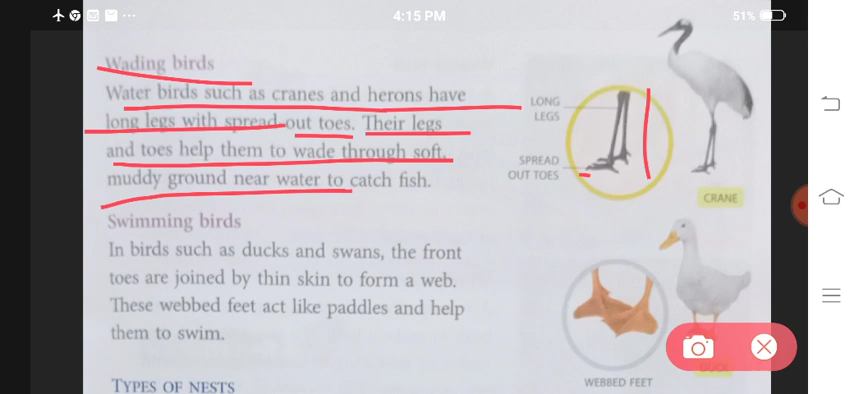 4:15 PM
51%
Wading birds
Water birds such as cranes and herons have
long legs with spread-out toes. Their legs
and toes help them to wade through soft,
muddy ground near water to catch fish.
LONG
LEGS
SPREAD
OUT TOES
CRANE
Swimming birds
In birds such as ducks and swans, the front
toes are joined by thin skin to form a web.
These webbed feet act like paddles and help
them to swim.
WEBBED FEET
TYPES OF NESTS